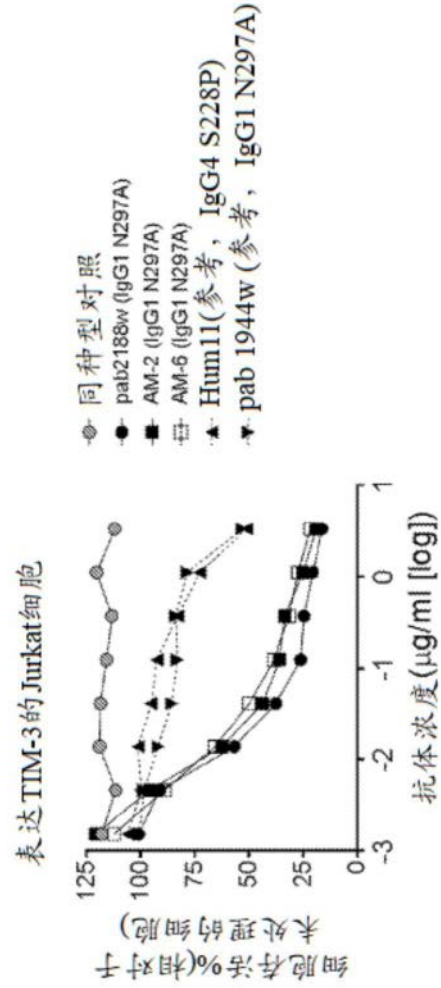 表达TIM-3的Jurkat细胞
细胞存活%(相对于
未处理的细胞)
125
100
75
50
25
0
-3
-2
-1
0
1
抗体浓度(μg/ml [log])
同种型对照
pab2188w (IgG1 N297A)
AM-2 (IgG1 N297A)
AM-6 (IgG1 N297A)
Hum11(参考，IgG4 S228P)
pab 1944w (参考，IgG1 N297A)